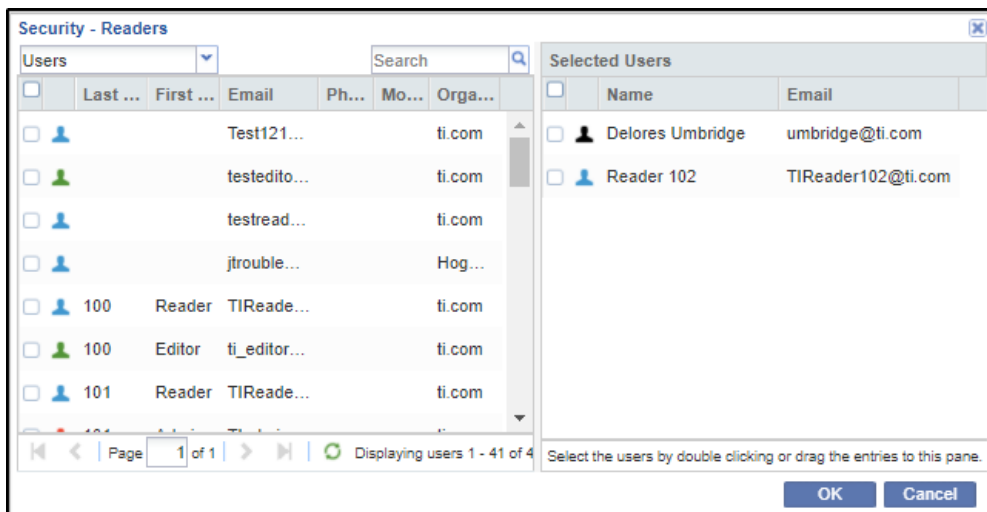 Security - Readers
Users Search
Last ... First ... Email Ph... Mo... Orga...
Test121... ti.com
testedito... ti.com
testread... ti.com
jtrouble... Hog...
100 Reader TIReade... ti.com
100 Editor ti_editor... ti.com
101 Reader TIReade... ti.com
Page 1 of 1 Displaying users 1 - 41 of 4
Selected Users
Name Email
Delores Umbridge umbridge@ti.com
Reader 102 TIReader102@ti.com
Select the users by double clicking or drag the entries to this pane.
OK Cancel